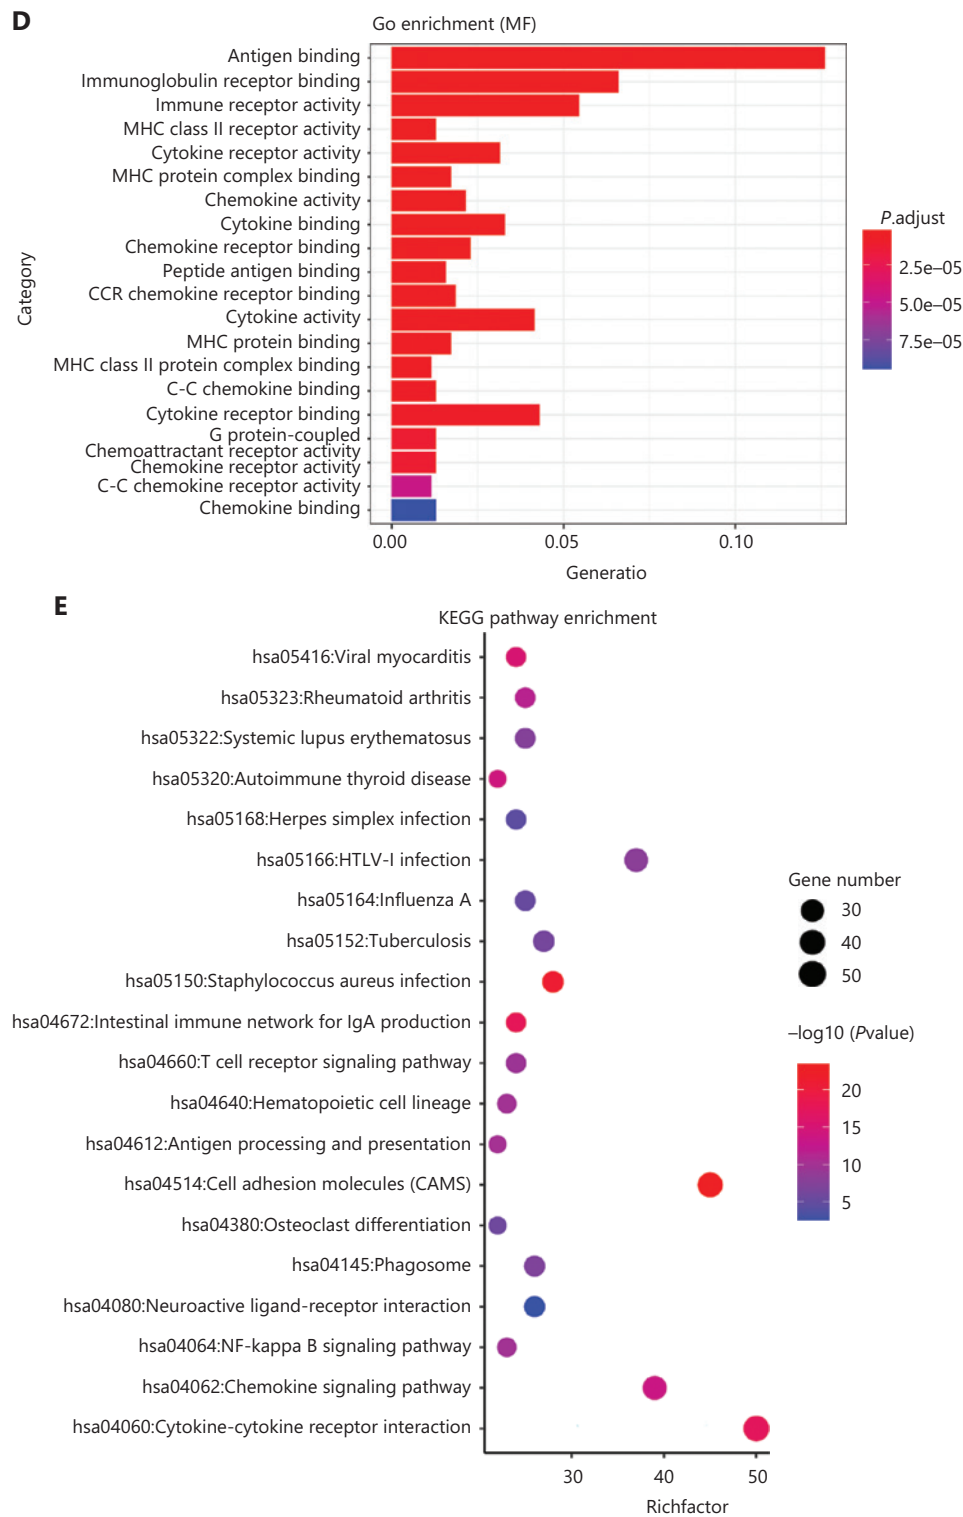 D
Go enrichment (MF)
Antigen binding
Immunoglobulin receptor binding
Immune receptor activity
MHC class II receptor activity
Cytokine receptor activity
MHC protein complex binding
Chemokine activity
Cytokine binding
Chemokine receptor binding
Peptide antigen binding
CCR chemokine receptor binding
Cytokine activity
MHC protein binding
MHC class II protein complex binding
C-C chemokine binding
Cytokine receptor binding
G protein-coupled
Chemoattractant receptor activity
Chemokine receptor activity
C-C chemokine receptor activity
Chemokine binding
Category
0.00 0.05 0.10
Generatio
P.adjust
2.5e–05
5.0e–05
7.5e–05
E
KEGG pathway enrichment
hsa05416:Viral myocarditis
hsa05323:Rheumatoid arthritis
hsa05322:Systemic lupus erythematosus
hsa05320:Autoimmune thyroid disease
hsa05168:Herpes simplex infection
hsa05166:HTLV-I infection
hsa05164:Influenza A
hsa05152:Tuberculosis
hsa05150:Staphylococcus aureus infection
hsa04672:Intestinal immune network for IgA production
hsa04660:T cell receptor signaling pathway
hsa04640:Hematopoietic cell lineage
hsa04612:Antigen processing and presentation
hsa04514:Cell adhesion molecules (CAMS)
hsa04380:Osteoclast differentiation
hsa04145:Phagosome
hsa04080:Neuroactive ligand-receptor interaction
hsa04064:NF-kappa B signaling pathway
hsa04062:Chemokine signaling pathway
hsa04060:Cytokine-cytokine receptor interaction
30 40 50
Richfactor
Gene number
30
40
50
–log10 (Pvalue)
20
15
10
5